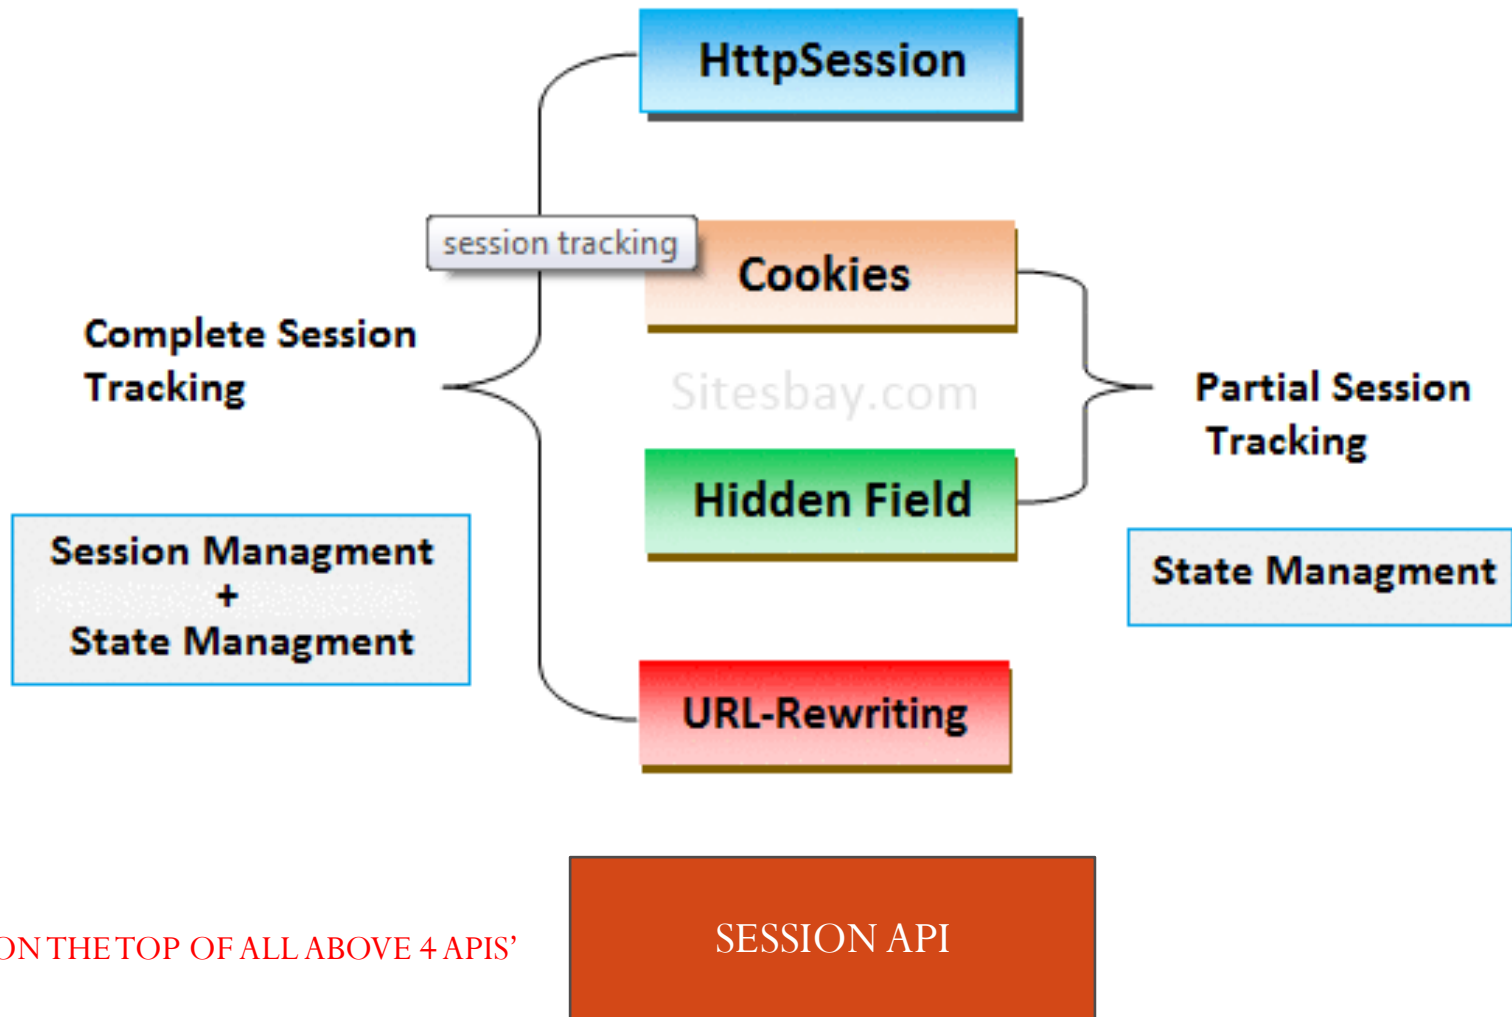 HttpSession
session tracking
Cookies
Complete Session
Tracking
Sitesbay.com
Partial Session
Tracking
Hidden Field
Session Managment
+
State Managment
State Managment
URL-Rewriting
ON THE TOP OF ALL ABOVE 4 APIS’
SESSION API